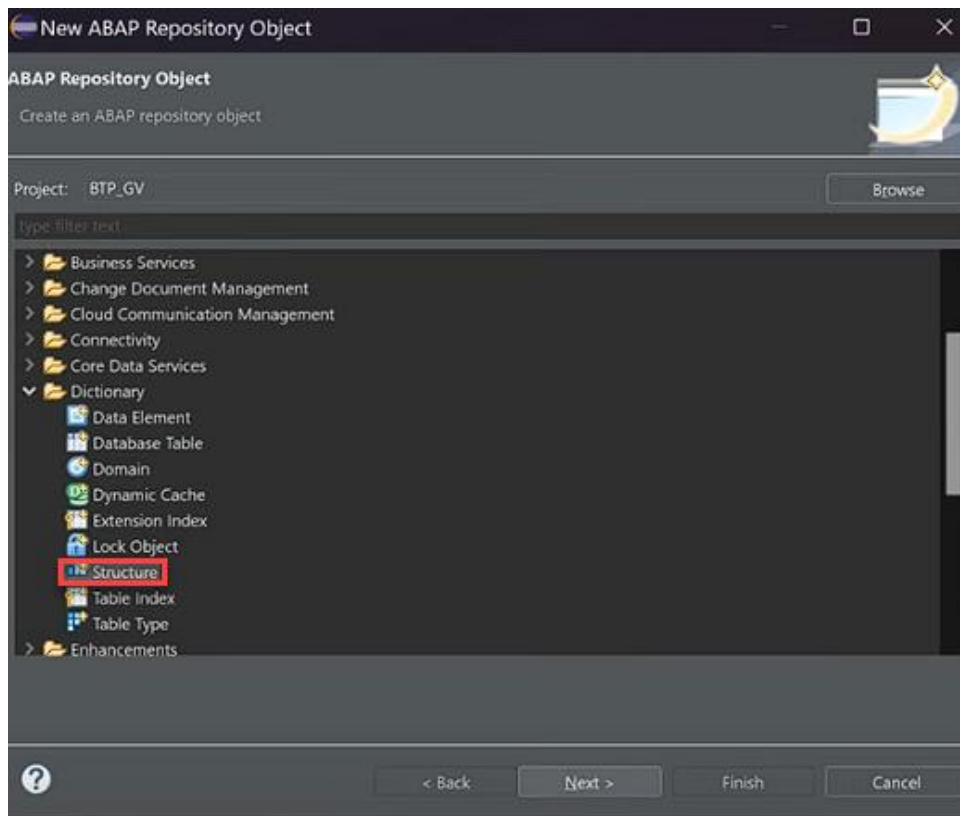 New ABAP Repository Object
ABAP Repository Object
Create an ABAP repository object
Project: BTP_GV
Browse
type filter text
Business Services
Change Document Management
Cloud Communication Management
Connectivity
Core Data Services
Dictionary
Data Element
Database Table
Domain
Dynamic Cache
Extension Index
Lock Object
Structure
Table Index
Table Type
Enhancements
? < Back Next > Finish Cancel